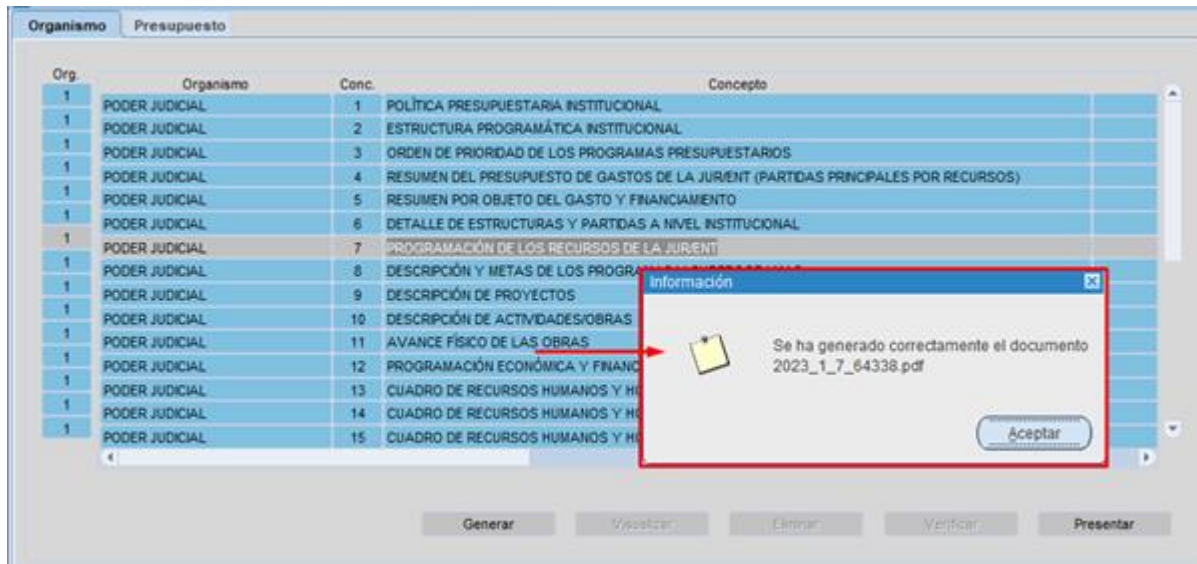 Organismo Presupuesto
Org. Organismo Conc. Concepto
1 PODER JUDICIAL 1 POLÍTICA PRESUPUESTARIA INSTITUCIONAL
1 PODER JUDICIAL 2 ESTRUCTURA PROGRAMÁTICA INSTITUCIONAL
1 PODER JUDICIAL 3 ORDEN DE PRIORIDAD DE LOS PROGRAMAS PRESUPUESTARIOS
1 PODER JUDICIAL 4 RESUMEN DEL PRESUPUESTO DE GASTOS DE LA JUR/ENT (PARTIDAS PRINCIPALES POR RECURSOS)
1 PODER JUDICIAL 5 RESUMEN POR OBJETO DEL GASTO Y FINANCIAMIENTO
1 PODER JUDICIAL 6 DETALLE DE ESTRUCTURAS Y PARTIDAS A NIVEL INSTITUCIONAL
1 PODER JUDICIAL 7 PROGRAMACIÓN DE LOS RECURSOS DE LA JUR/ENT
1 PODER JUDICIAL 8 DESCRIPCIÓN Y METAS DE LOS
1 PODER JUDICIAL 9 DESCRIPCIÓN DE PROYECTOS
1 PODER JUDICIAL 10 DESCRIPCIÓN DE ACTIVIDADES/OBRAS
1 PODER JUDICIAL 11 AVANCE FÍSICO DE LAS OBRAS
1 PODER JUDICIAL 12 PROGRAMACIÓN ECONÓMICA Y FINANC
1 PODER JUDICIAL 13 CUADRO DE RECURSOS HUMANOS Y HO
1 PODER JUDICIAL 14 CUADRO DE RECURSOS HUMANOS Y HO
1 PODER JUDICIAL 15 CUADRO DE RECURSOS HUMANOS Y HO
Información
Se ha generado correctamente el documento
2023_1_7_64338.pdf
Aceptar
Generar Visualizar Eliminar Verificar Presentar